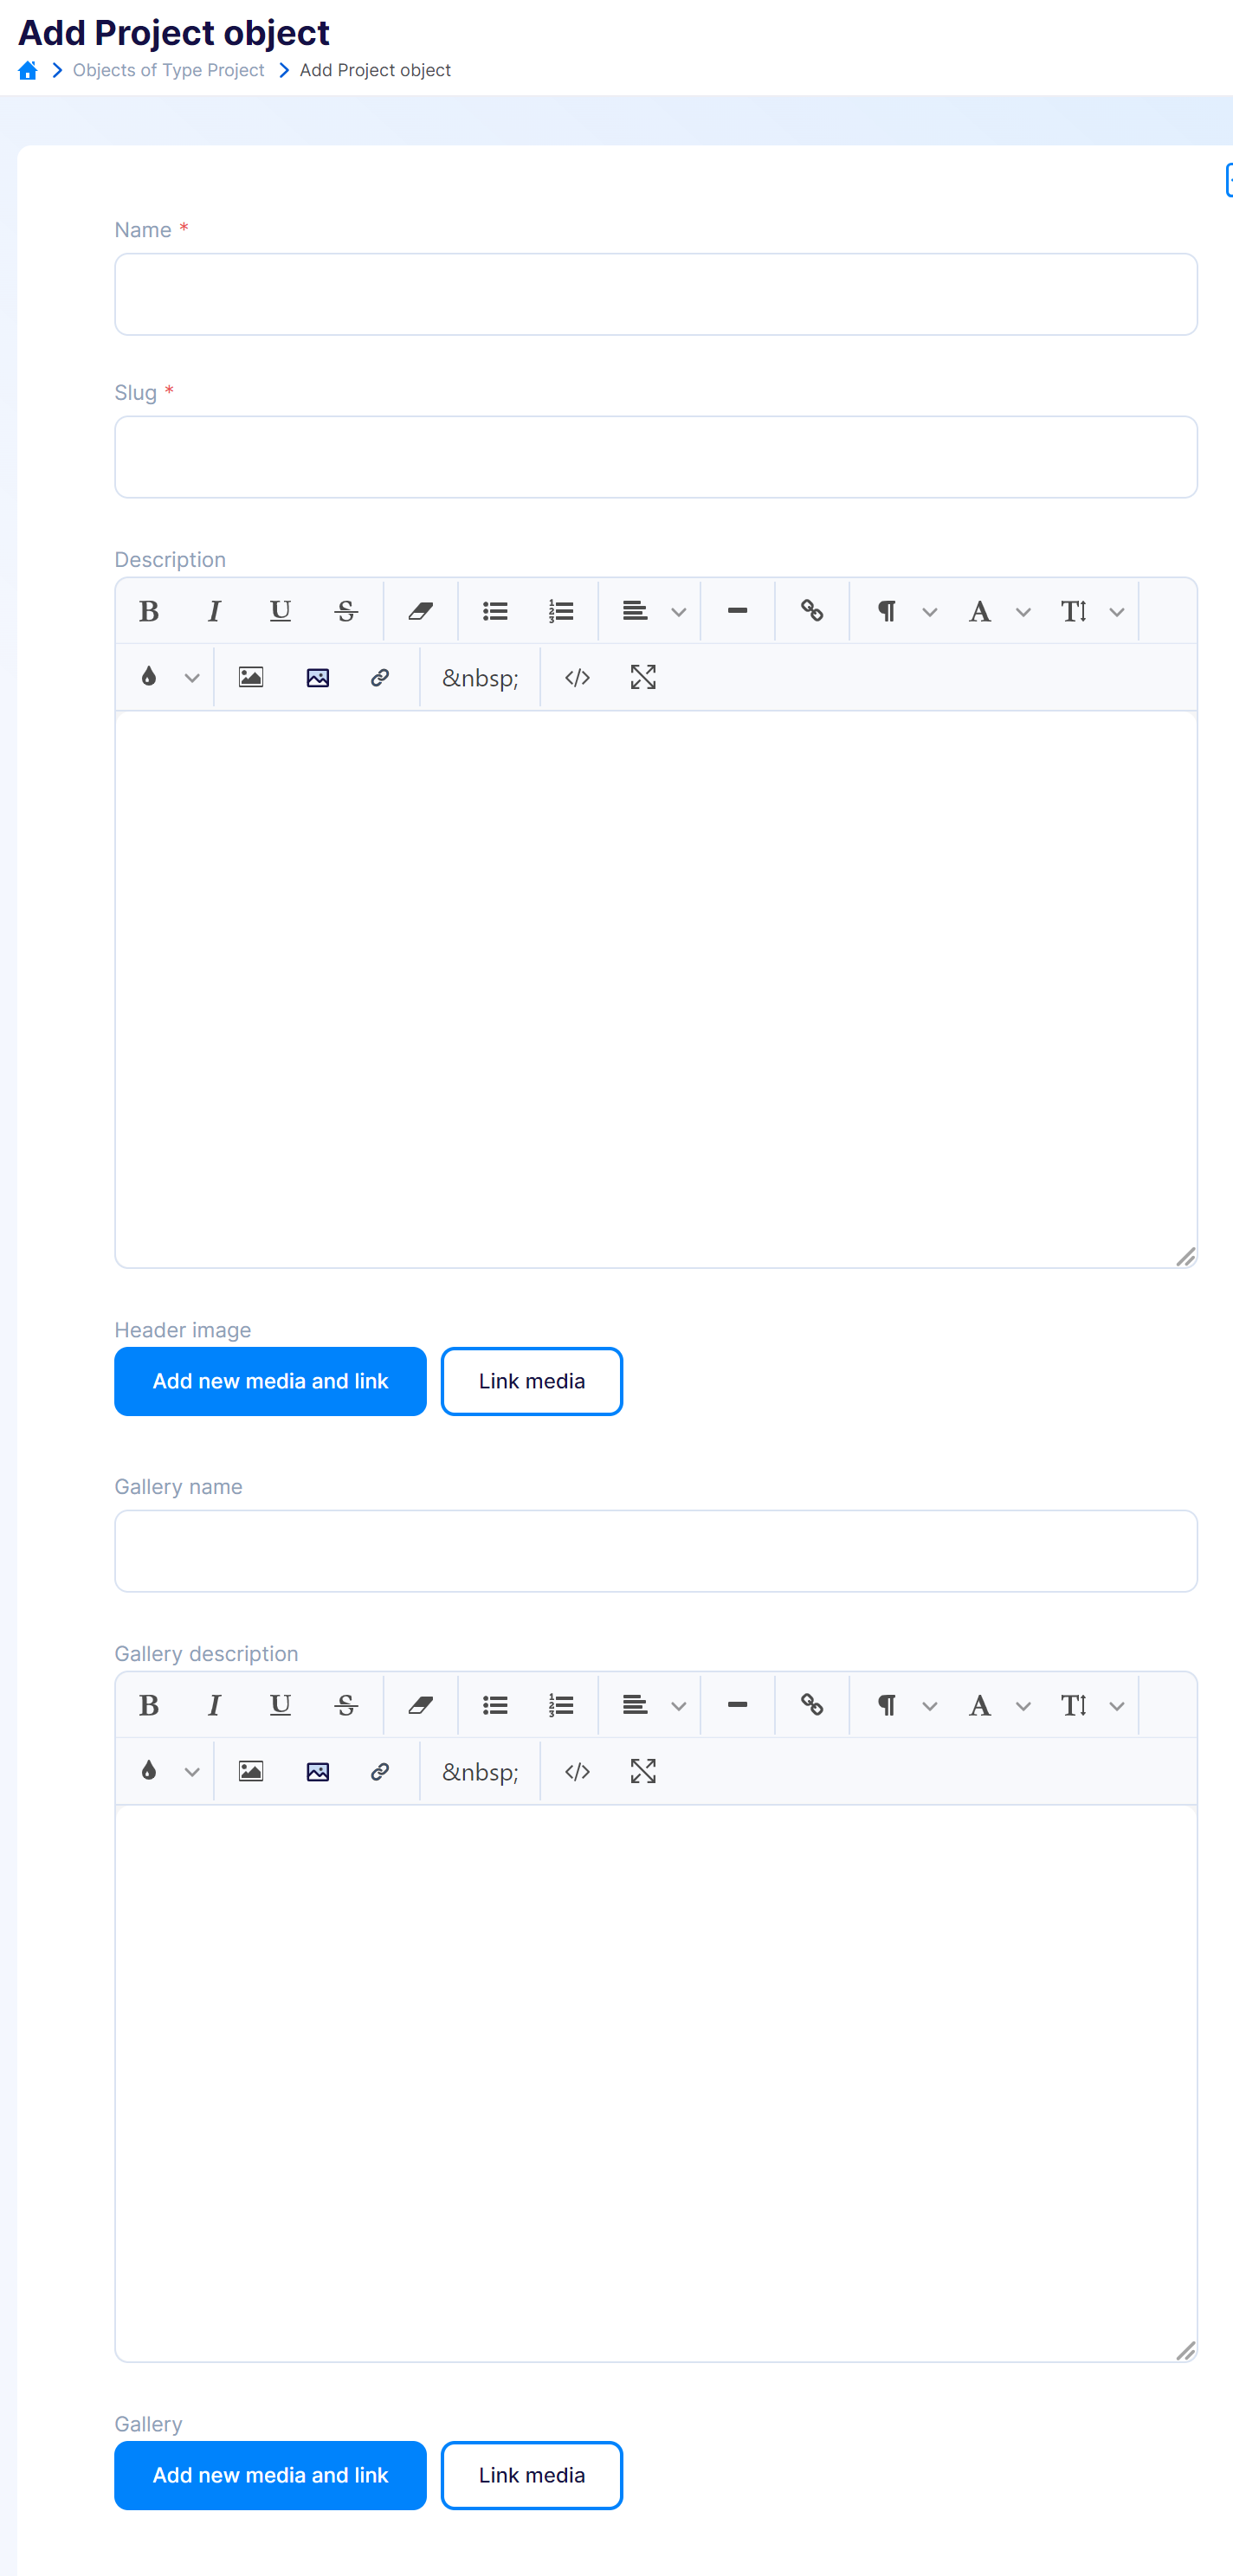 Add Project object
Objects of Type Project Add Project object
Name *
Slug *
Description
&nbsp;
Header image
Add new media and link Link media
Gallery name
Gallery description
&nbsp;
Gallery
Add new media and link Link media